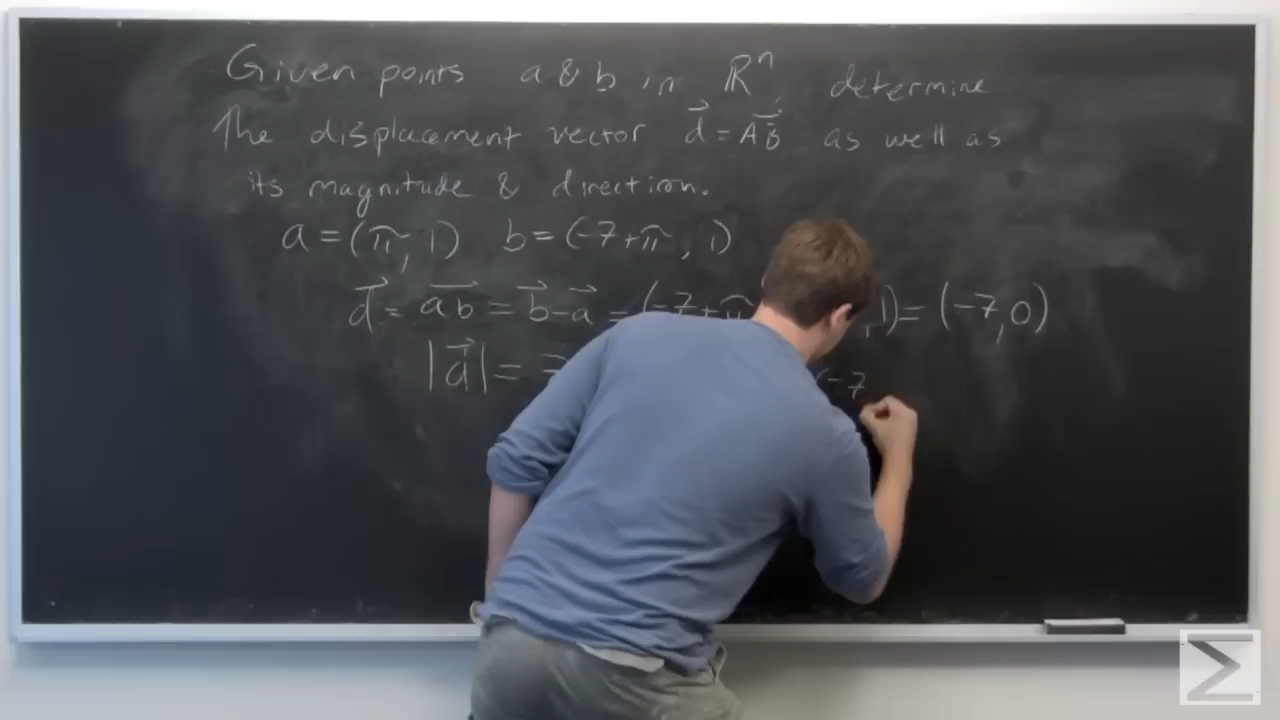 Given points a & b in ℝⁿ, determine
the displacement vector d⃗ = AB⃗ as well as
its magnitude & direction.
a = (π, 1) b = (-7+π, 1)
d⃗ = ab⃗ = b⃗ - a⃗ = (-7+π , 1) = (-7, 0)
|a⃗| = (-7